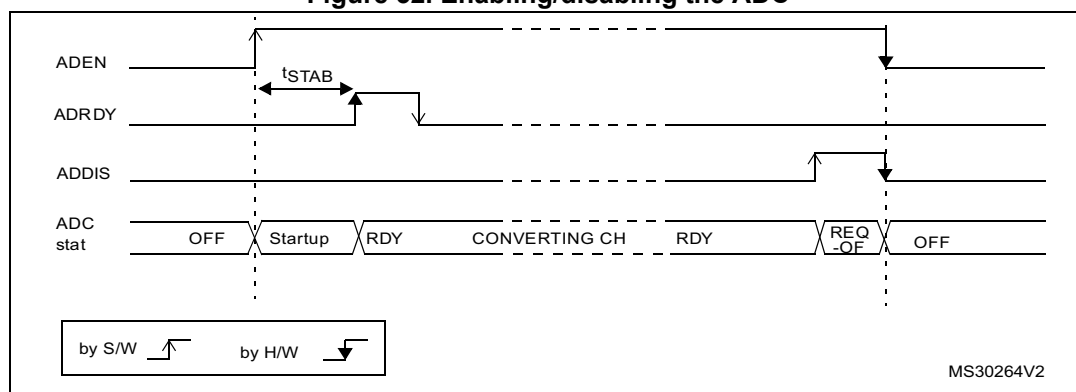 Figure 32. Enabling/disabling the ADC
ADEN
tSTAB
ADRDY
ADDIS
ADC
stat
OFF
Startup
RDY
CONVERTING CH
RDY
REQ
-OF
OFF
by S/W
by H/W
MS30264V2